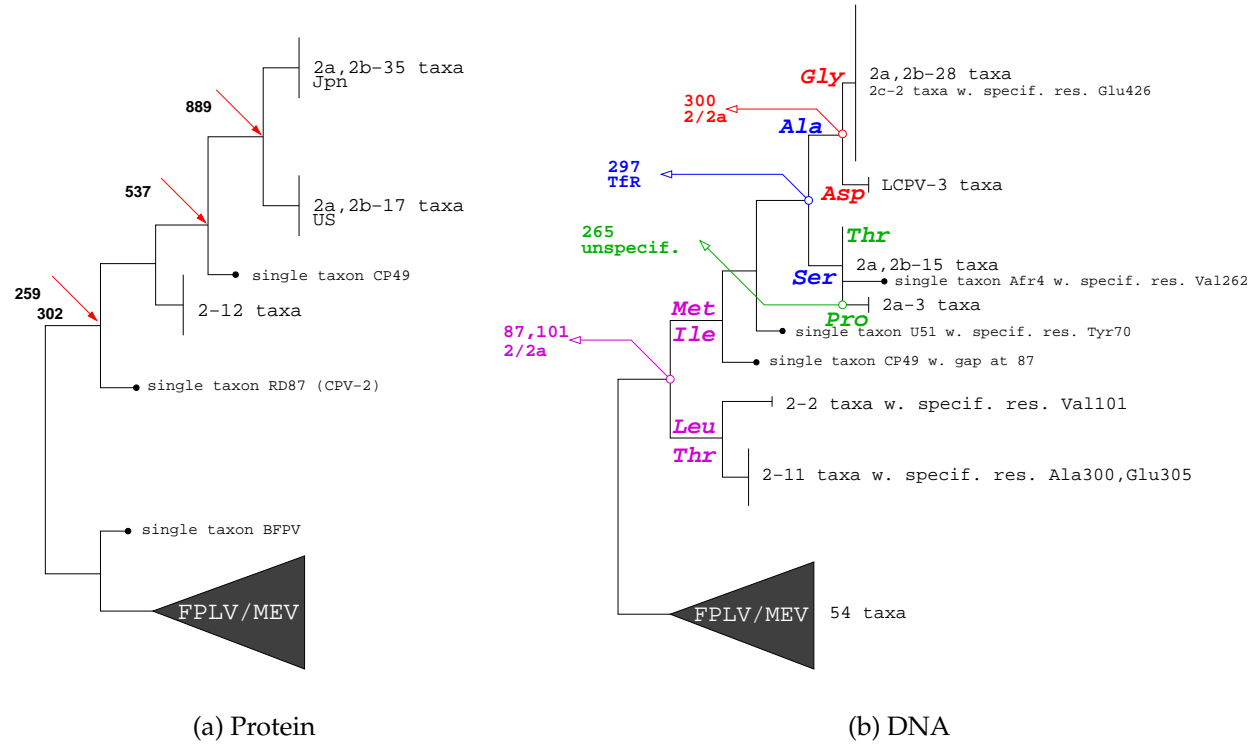 889
2a,2b-35 taxa
Jpn
537
2a,2b-17 taxa
US
single taxon CP49
259
302
2-12 taxa
single taxon RD87 (CPV-2)
single taxon BFPV
FPLV/MEV
(a) Protein
Gly
2a,2b-28 taxa
2c-2 taxa w. specif. res. Glu426
300
2/2a
Ala
297
TfR
Asp
LCPV-3 taxa
265
unspecif.
Thr
2a,2b-15 taxa
Ser
single taxon Afr4 w. specif. res. Val262
2a-3 taxa
Pro
Met
Ile
single taxon U51 w. specif. res. Tyr70
87,101
2/2a
single taxon CP49 w. gap at 87
2-2 taxa w. specif. res. Val101
Leu
Thr
2-11 taxa w. specif. res. Ala300,Glu305
FPLV/MEV
54 taxa
(b) DNA